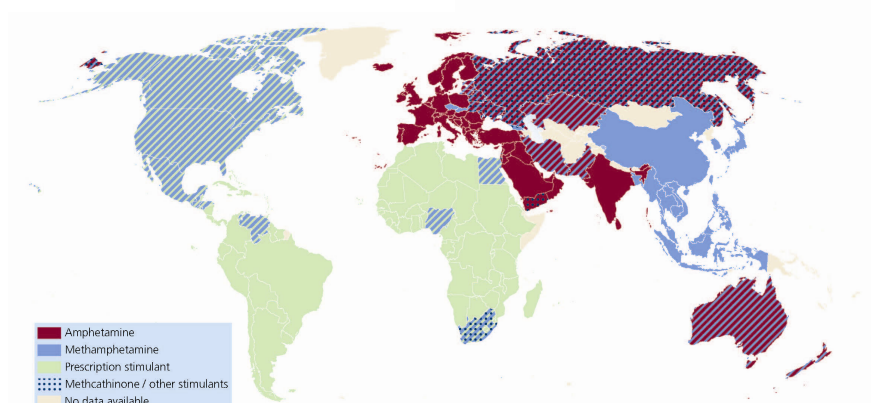 Amphetamine
Methamphetamine
Prescription stimulant
Methcathinone / other stimulants
No data available